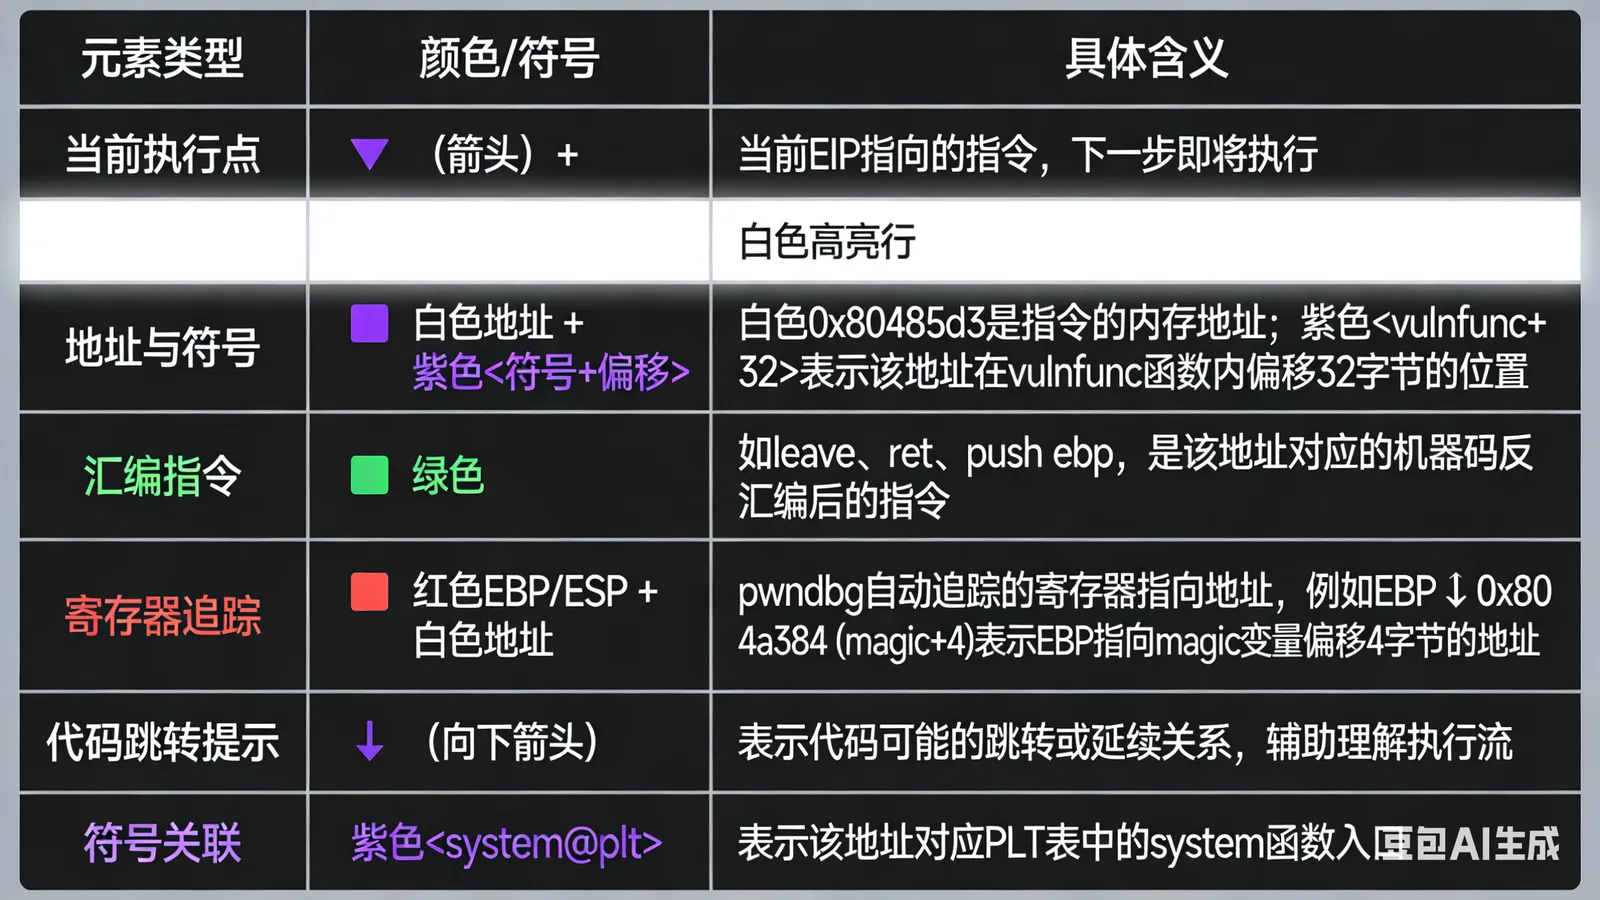 元素类型
颜色/符号
具体含义
当前执行点
▼ （箭头）+
当前EIP指向的指令，下一步即将执行
白色高亮行
地址与符号
白色地址 +
紫色<符号+偏移>
白色0x80485d3是指令的内存地址；紫色<vulnfunc+
32>表示该地址在vulnfunc函数内偏移32字节的位置
汇编指令
绿色
如leave、ret、push ebp，是该地址对应的机器码反
汇编后的指令
寄存器追踪
红色EBP/ESP +
白色地址
pwndbg自动追踪的寄存器指向地址，例如EBP↕0x80
4a384 (magic+4)表示EBP指向magic变量偏移4字节的地址
代码跳转提示
↓ （向下箭头）
表示代码可能的跳转或延续关系，辅助理解执行流
符号关联
紫色<system@plt>
表示该地址对应PLT表中的system函数入口
豆包AI生成